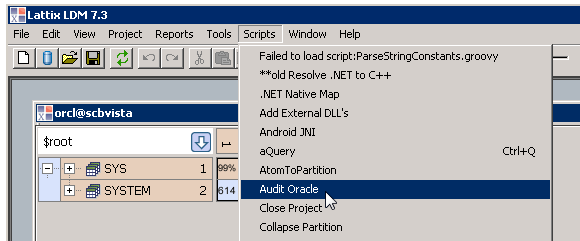 Lattix LDM 7.3
File Edit View Project Reports Tools Scripts Window Help
Failed to load script:ParseStringConstants.groovy
**old Resolve .NET to C++
.NET Native Map
Add External DLL's
Android JNI
aQuery Ctrl+Q
AtomToPartition
Audit Oracle
Close Project
Collapse Partition
orcl@scbvista
$root
SYS 1 99%
SYSTEM 2 614